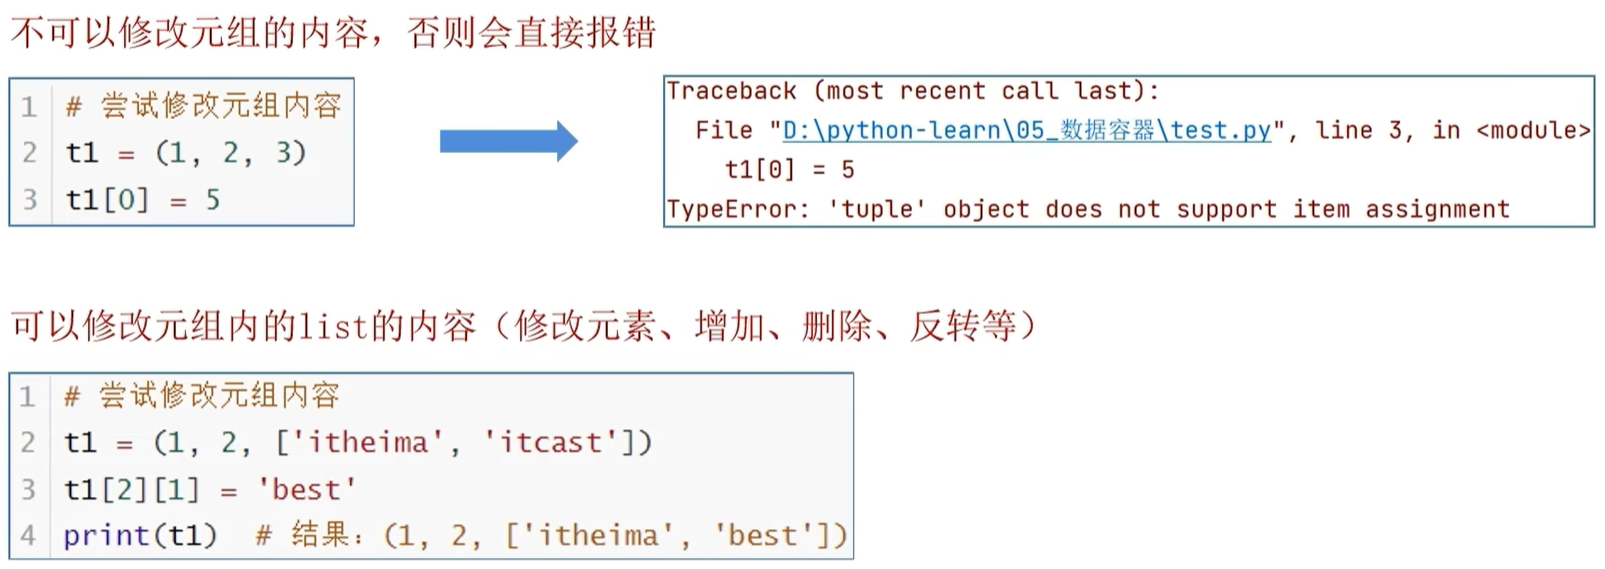 不可以修改元组的内容，否则会直接报错
1 # 尝试修改元组内容
2 t1 = (1, 2, 3)
3 t1[0] = 5
Traceback (most recent call last):
File "D:\python-learn\05_数据容器\test.py", line 3, in <module>
t1[0] = 5
TypeError: 'tuple' object does not support item assignment
可以修改元组内的list的内容（修改元素、增加、删除、反转等）
1 # 尝试修改元组内容
2 t1 = (1, 2, ['itheima', 'itcast'])
3 t1[2][1] = 'best'
4 print(t1) # 结果：(1, 2, ['itheima', 'best'])